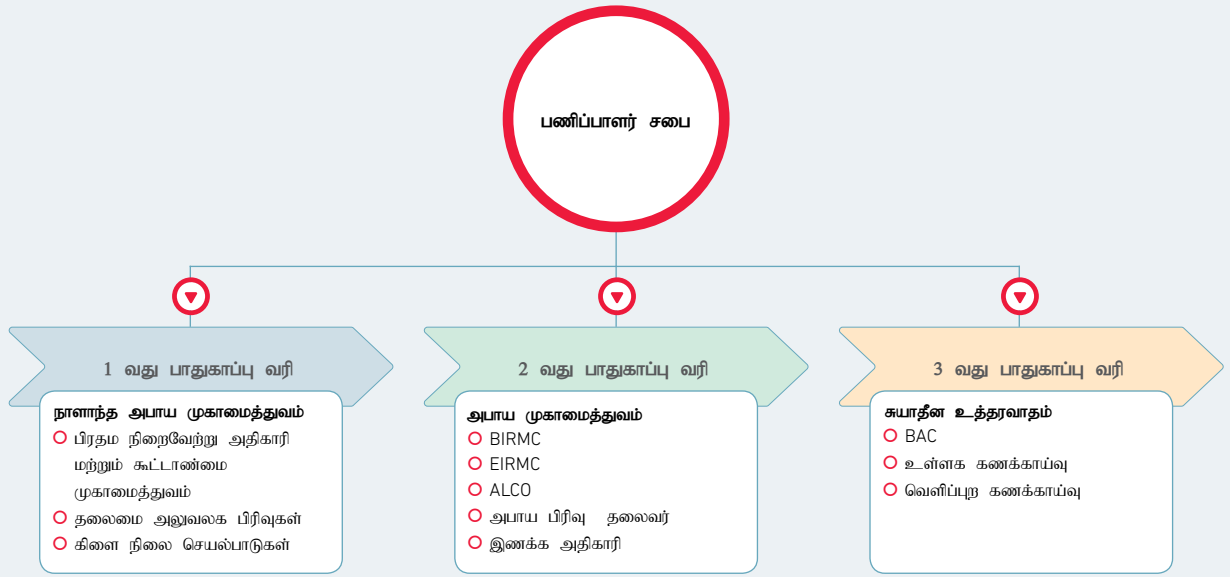 பணிப்பாளர் சபை
1 வது பாதுகாப்பு வரி
நாளாந்த அபாய முகாமைத்துவம்
பிரதம நிறைவேற்று அதிகாரி
மற்றும் கூட்டாண்மை
முகாமைத்துவம்
தலைமை அலுவலக பிரிவுகள்
கிளை நிலை செயல்பாடுகள்
2 வது பாதுகாப்பு வரி
அபாய முகாமைத்துவம்
BIRMC
EIRMC
ALCO
அபாய பிரிவு தலைவர்
இணக்க அதிகாரி
3 வது பாதுகாப்பு வரி
சுயாதீன உத்தரவாதம்
BAC
உள்ளக கணக்காய்வு
வெளிப்புற கணக்காய்வு